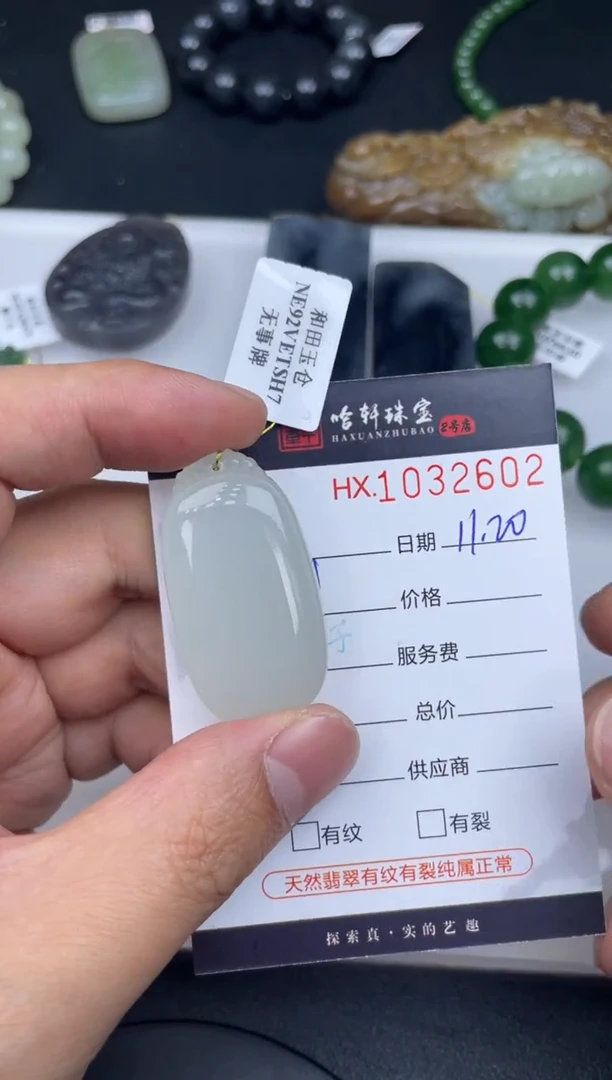 和田玉仓
NE92VETSH7
无事牌
哈轩珠宝
HAXUANZHUBAO 2号店
HX.1032602
日期 11.20
价格
服务费
总价
供应商
有纹 有裂
天然翡翠有纹有裂纯属正常
探索真·实的艺趣